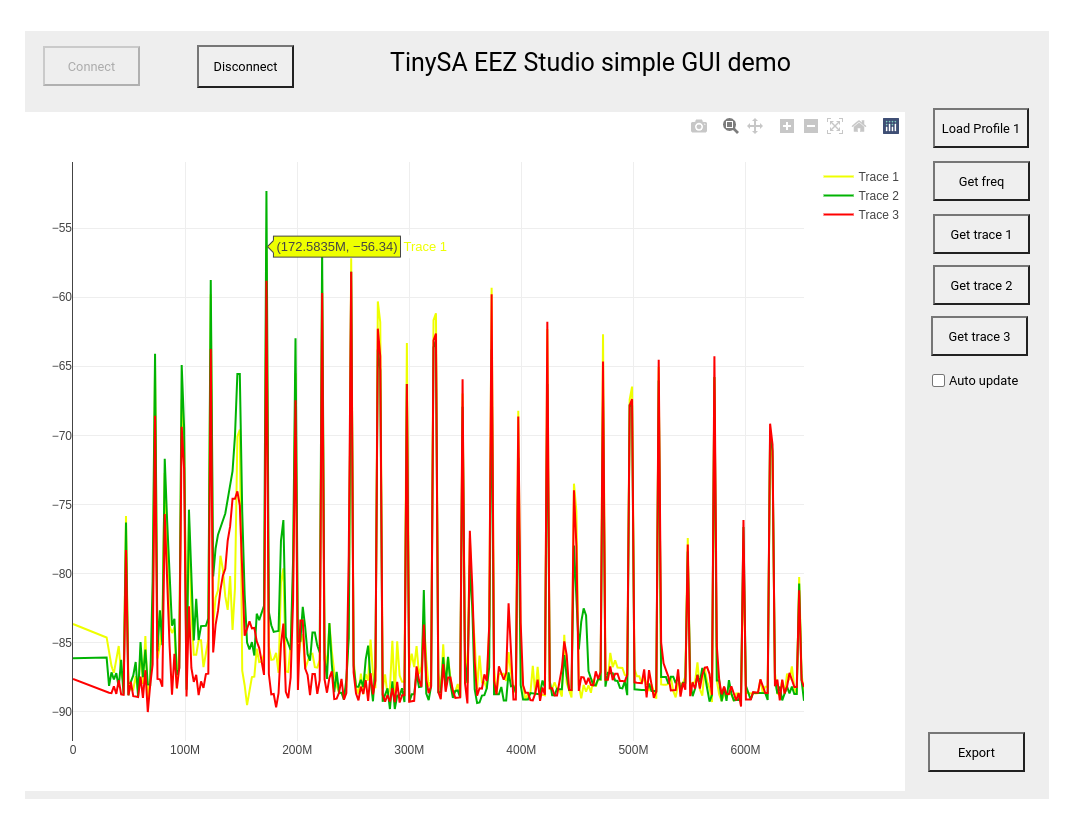 Connect
Disconnect
TinySA EEZ Studio simple GUI demo
Load Profile 1
Get freq
Get trace 1
Get trace 2
Get trace 3
Auto update
Export
Trace 1
Trace 2
Trace 3
(172.5835M, −56.34) Trace 1
−55
−60
−65
−70
−75
−80
−85
−90
0 100M 200M 300M 400M 500M 600M